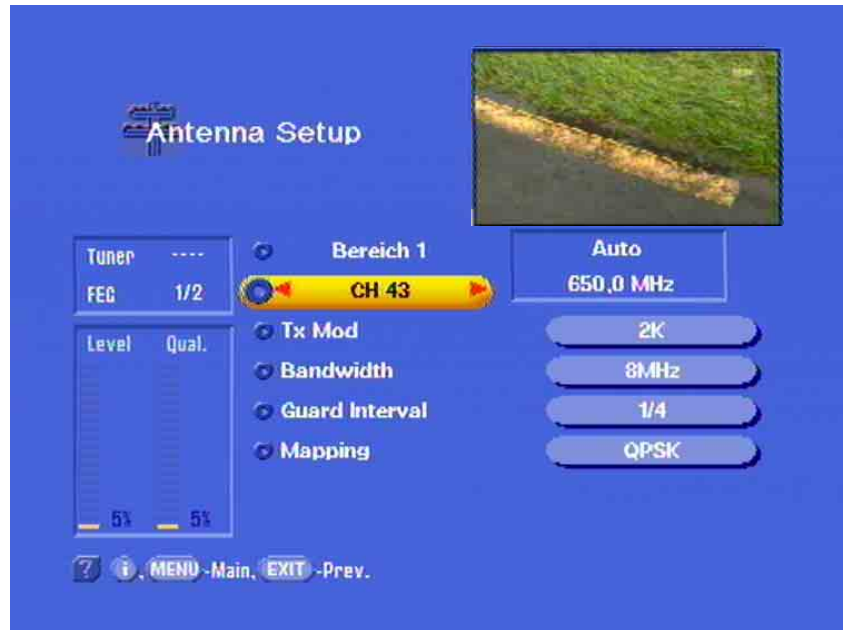 Antenna Setup
Tuner ----
FEC 1/2
Level Qual.
5% 5%
Bereich 1
CH 43
Tx Mod
Bandwidth
Guard Interval
Mapping
Auto
650,0 MHz
2K
8MHz
1/4
QPSK
? i, MENU-Main, EXIT-Prev.